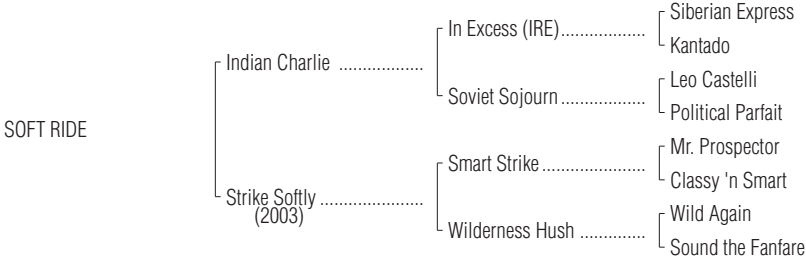 Siberian Express
In Excess (IRE)...................
Kantado
Indian Charlie ..................
Leo Castelli
Soviet Sojourn ...................
Political Parfait
SOFT RIDE
Mr. Prospector
Smart Strike ......................
Classy 'n Smart
Strike Softly ......................
(2003)
Wild Again
Wilderness Hush ..............
Sound the Fanfare